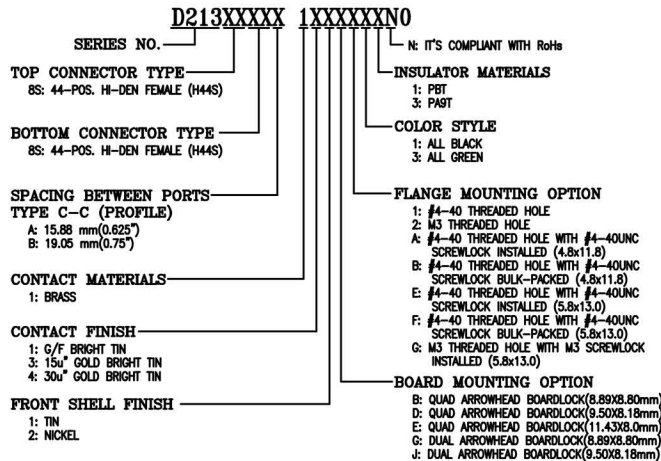 D213XXXXX 1XXXXXXN0
SERIES NO.
N: IT'S COMPLIANT WITH RoHs
TOP CONNECTOR TYPE
8S: 44-POS. HI-DEN FEMALE (H44S)
BOTTOM CONNECTOR TYPE
8S: 44-POS. HI-DEN FEMALE (H44S)
SPACING BETWEEN PORTS
TYPE C-C (PROFILE)
A: 15.88 mm(0.625")
B: 19.05 mm(0.75")
CONTACT MATERIALS
1: BRASS
CONTACT FINISH
1: G/F BRIGHT TIN
3: 15u" GOLD BRIGHT TIN
4: 30u" GOLD BRIGHT TIN
FRONT SHELL FINISH
1: TIN
2: NICKEL
INSULATOR MATERIALS
1: PBT
3: PA9T
COLOR STYLE
1: ALL BLACK
3: ALL GREEN
FLANGE MOUNTING OPTION
1: #4-40 THREADED HOLE
2: M3 THREADED HOLE
A: #4-40 THREADED HOLE WITH #4-40UNC
SCREWLOCK INSTALLED (4.8x11.8)
B: #4-40 THREADED HOLE WITH #4-40UNC
SCREWLOCK BULK-PACKED (4.8x11.8)
E: #4-40 THREADED HOLE WITH #4-40UNC
SCREWLOCK INSTALLED (5.8x13.0)
F: #4-40 THREADED HOLE WITH #4-40UNC
SCREWLOCK BULK-PACKED (5.8x13.0)
G: M3 THREADED HOLE WITH M3 SCREWLOCK
INSTALLED (5.8x13.0)
BOARD MOUNTING OPTION
B: QUAD ARROWHEAD BOARDLOCK(8.89X8.80mm)
D: QUAD ARROWHEAD BOARDLOCK(9.50X8.18mm)
E: QUAD ARROWHEAD BOARDLOCK(11.43X8.0mm)
G: DUAL ARROWHEAD BOARDLOCK(8.89X8.80mm)
J: DUAL ARROWHEAD BOARDLOCK(9.50X8.18mm)